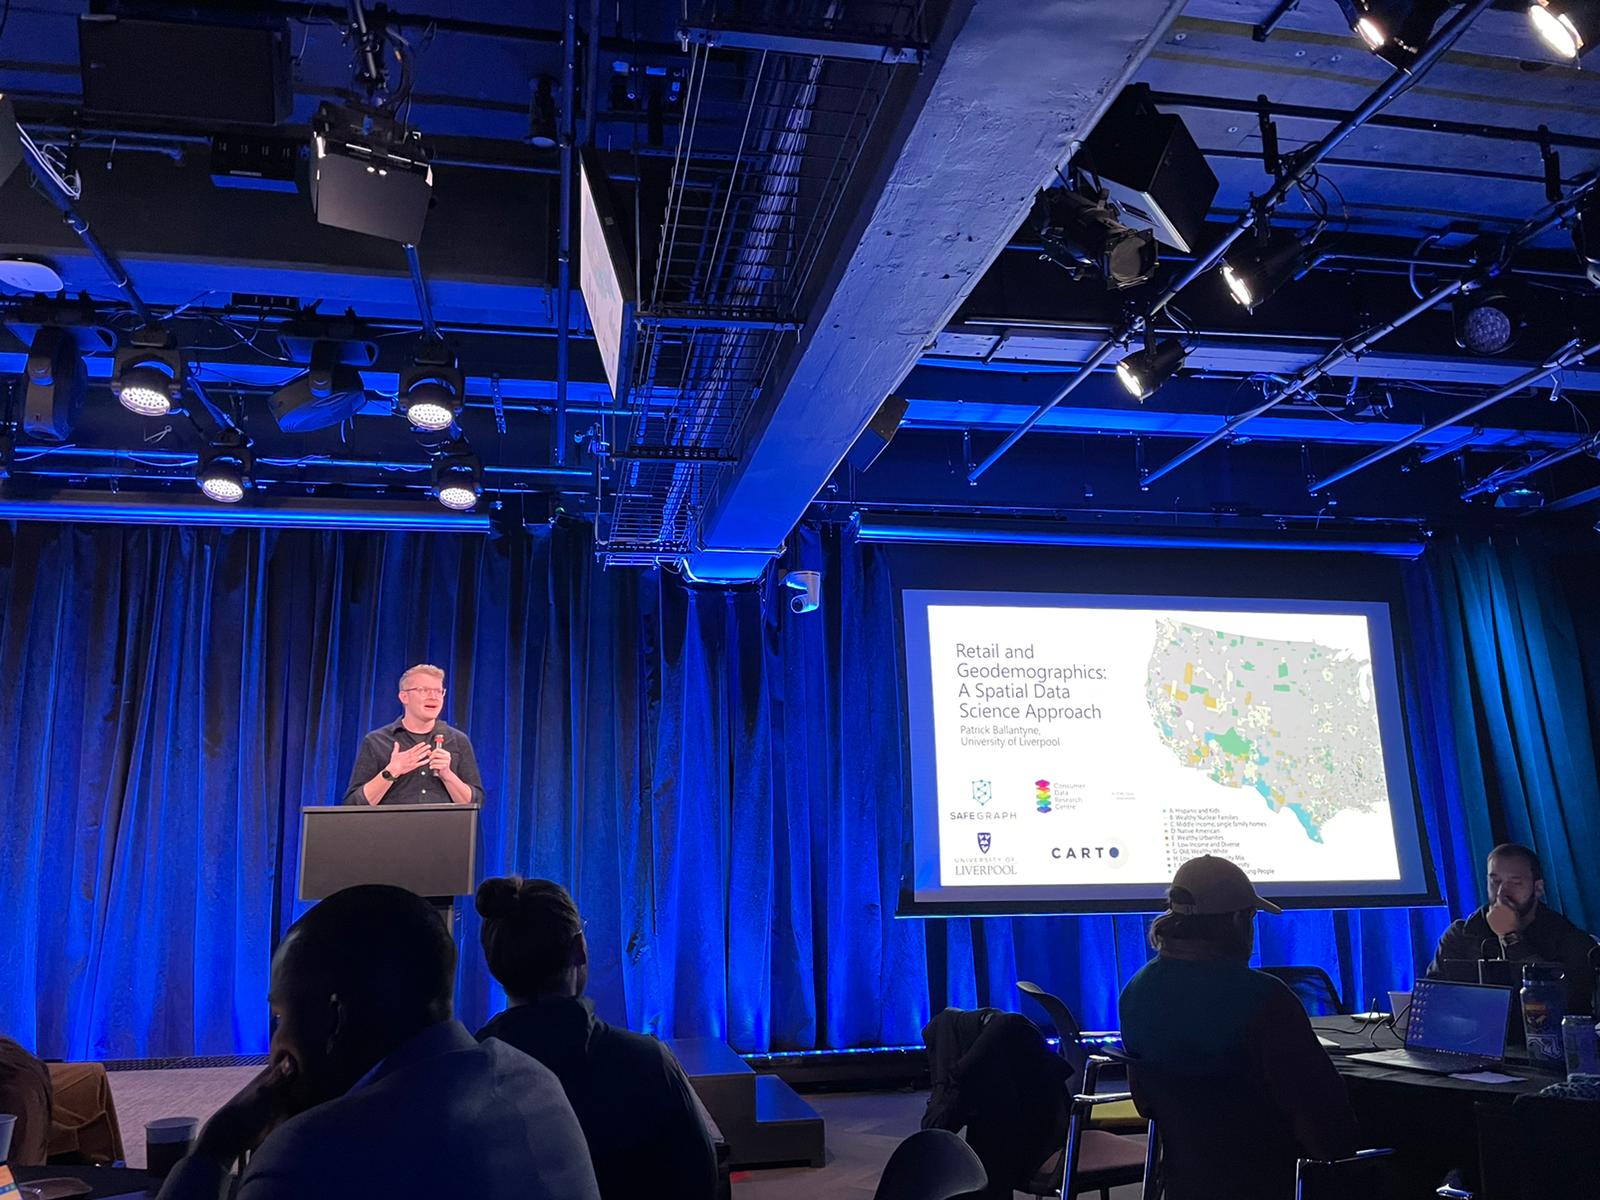 Retail and
Geodemographics:
A Spatial Data
Science Approach
Patrick Ballantyne,
University of Liverpool
SAFEGRAPH
Consumer
Data
Research
Centre
UNIVERSITY OF
LIVERPOOL
CARTO
A. Hispanic and Kids
B. Wealthy Nuclear Families
C. Middle Income, single family homes
D. Native American
E. Wealthy Urbanites
F. Low Income and Diverse
G. Old, Wealthy White